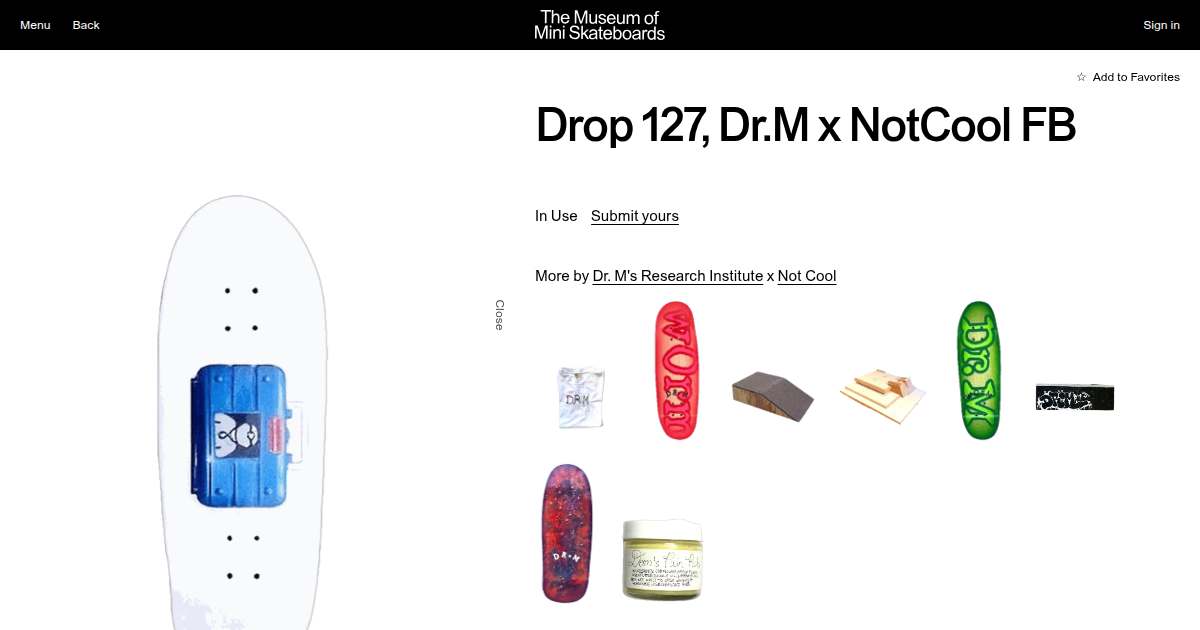 Menu
Back
The Museum of
Mini Skateboards
Sign in
☆ Add to Favorites
Drop 127, Dr.M x NotCool FB
In Use Submit yours
More by Dr. M's Research Institute x Not Cool
Close
DR.M
WORM
Dr. M
DR•M